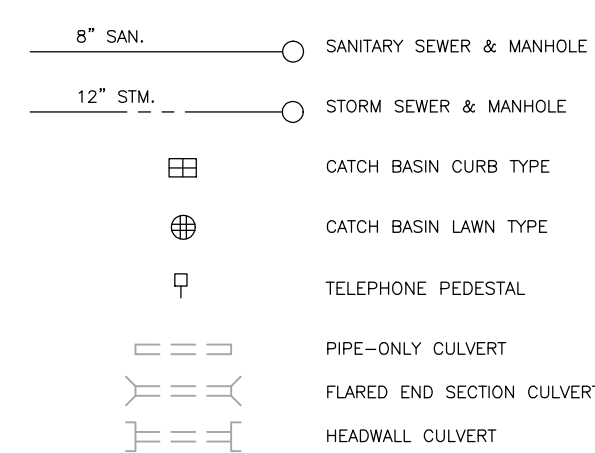 8" SAN. SANITARY SEWER & MANHOLE
12" STM. STORM SEWER & MANHOLE
CATCH BASIN CURB TYPE
CATCH BASIN LAWN TYPE
TELEPHONE PEDESTAL
PIPE-ONLY CULVERT
FLARED END SECTION CULVERT
HEADWALL CULVERT